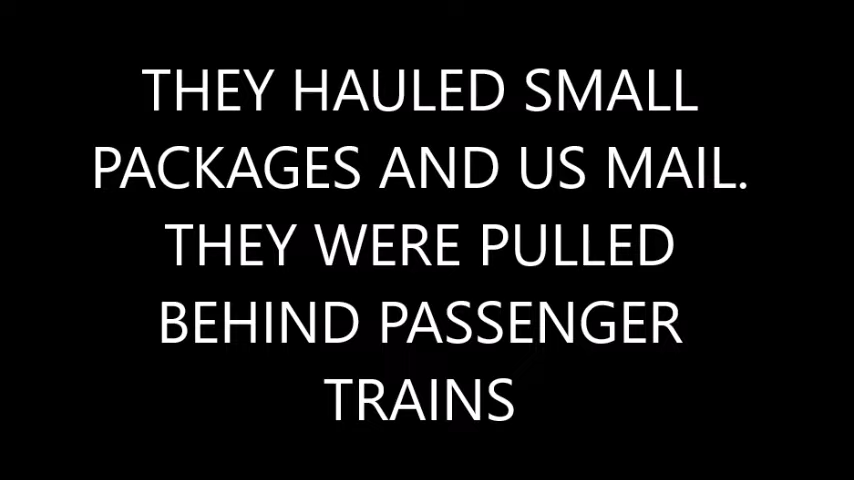 THEY HAULED SMALL
PACKAGES AND US MAIL.
THEY WERE PULLED
BEHIND PASSENGER
TRAINS